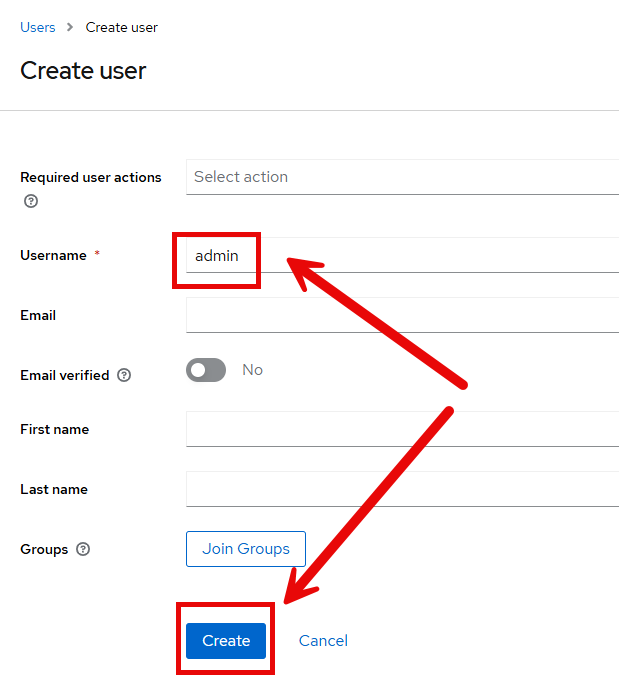 Users > Create user
Create user
Required user actions
Select action
Username *
admin
Email
Email verified
No
First name
Last name
Groups
Join Groups
Create
Cancel